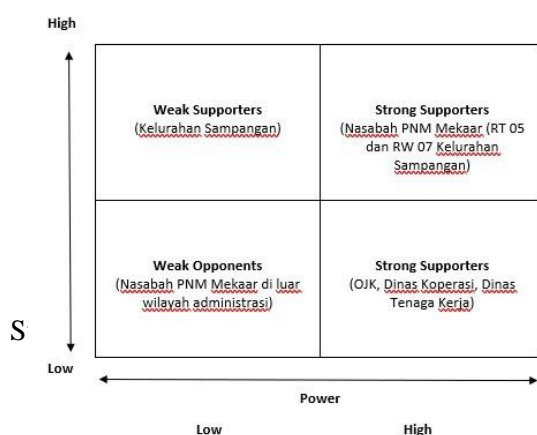 High
Weak Supporters
(Kelurahan Sampangan)
Strong Supporters
(Nasabah PNM Mekaar (RT 05
dan RW 07 Kelurahan
Sampangan)
Weak Opponents
(Nasabah PNM Mekaar di luar
wilayah administrasi)
Strong Supporters
(OJK, Dinas Koperasi, Dinas
Tenaga Kerja)
S
Low
Power
Low High